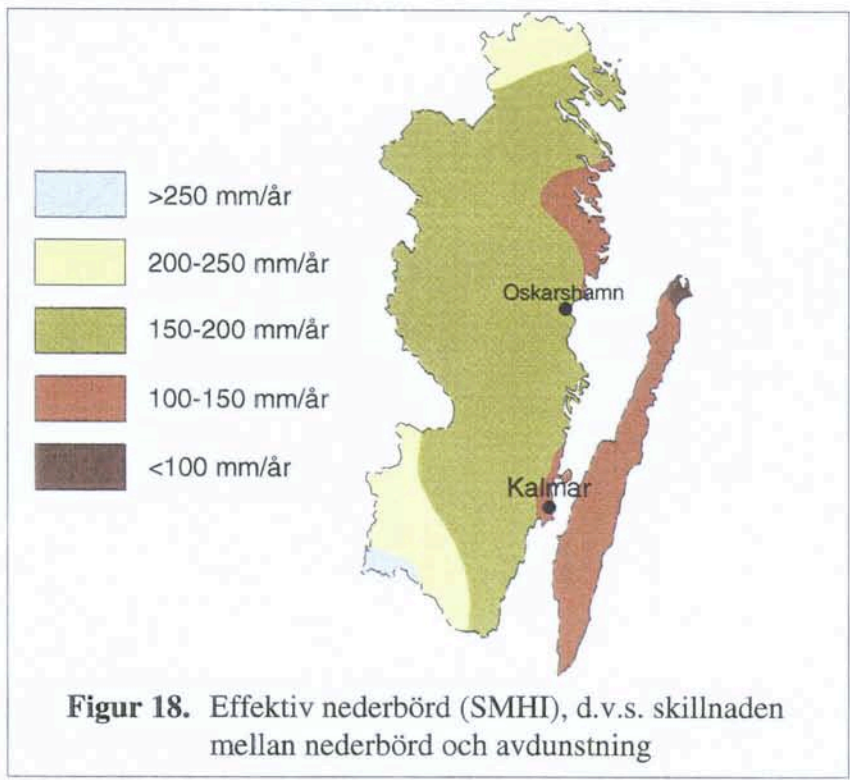 >250 mm/år
200-250 mm/år
150-200 mm/år
100-150 mm/år
<100 mm/år
Oskarshamn
Kalmar
Figur 18. Effektiv nederbörd (SMHI), d.v.s. skillnaden
mellan nederbörd och avdunstning